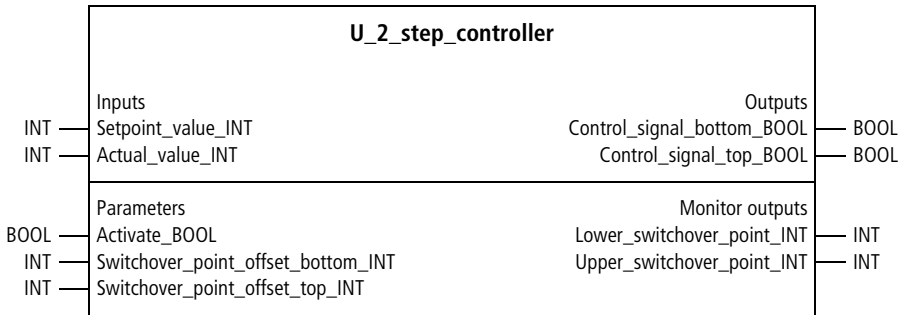 U_2_step_controller
Inputs Outputs
INT Setpoint_value_INT Control_signal_bottom_BOOL BOOL
INT Actual_value_INT Control_signal_top_BOOL BOOL
Parameters Monitor outputs
BOOL Activate_BOOL Lower_switchover_point_INT INT
INT Switchover_point_offset_bottom_INT Upper_switchover_point_INT INT
INT Switchover_point_offset_top_INT